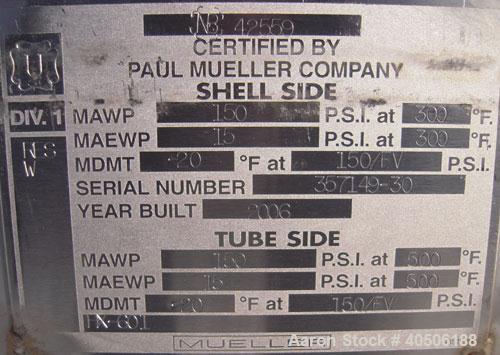 NB 42559
CERTIFIED BY
PAUL MUELLER COMPANY
U
SHELL SIDE
DIV. 1
MAWP 150 P.S.I. at 300 °F.
MAEWP 15 P.S.I. at 300 °F.
W
MDMT -20 °F at 150/FV P.S.I.
SERIAL NUMBER 357149-30
YEAR BUILT 2006
TUBE SIDE
MAWP 150 P.S.I. at 500 °F.
MAEWP 15 P.S.I. at 500 °F.
MDMT -20 °F at 150/FV P.S.I.
MUELLER
Aaron Stock # 40506188